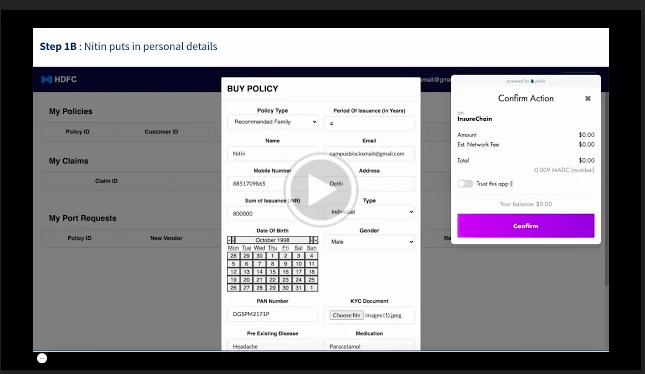 Step 1B : Nitin puts in personal details
HDFC
My Policies
Policy ID Customer ID
My Claims
Claim ID
My Port Requests
Policy ID New Vendor
BUY POLICY
Policy Type Period Of Issuance (in Years)
Recommended Family 4
Name Email
Nitin campusblocksmait@gmail.com
Mobile Number Address
8851709865 Delhi
Sum of Issuance (INR) Type
800000 Individual
Date Of Birth Gender
October 1998 Male
Mon Tue Wed Thu Fri Sat Sun
28 29 30 1 2 3 4
5 6 7 8 9 10 11
12 13 14 15 16 17 18
19 20 21 22 23 24 25
26 27 28 29 30 31 1
PAN Number KYC Document
DGSPM2171P Choose file images (1).jpeg
Pre Existing Disease Medication
Headache Paracetamol
powered by portis
Confirm Action
on
InsureChain
Amount $0.00
Est. Network Fee $0.00
Total $0.00
0.009 MATIC (mumbai)
Trust this app
Your balance: $0.00
Confirm